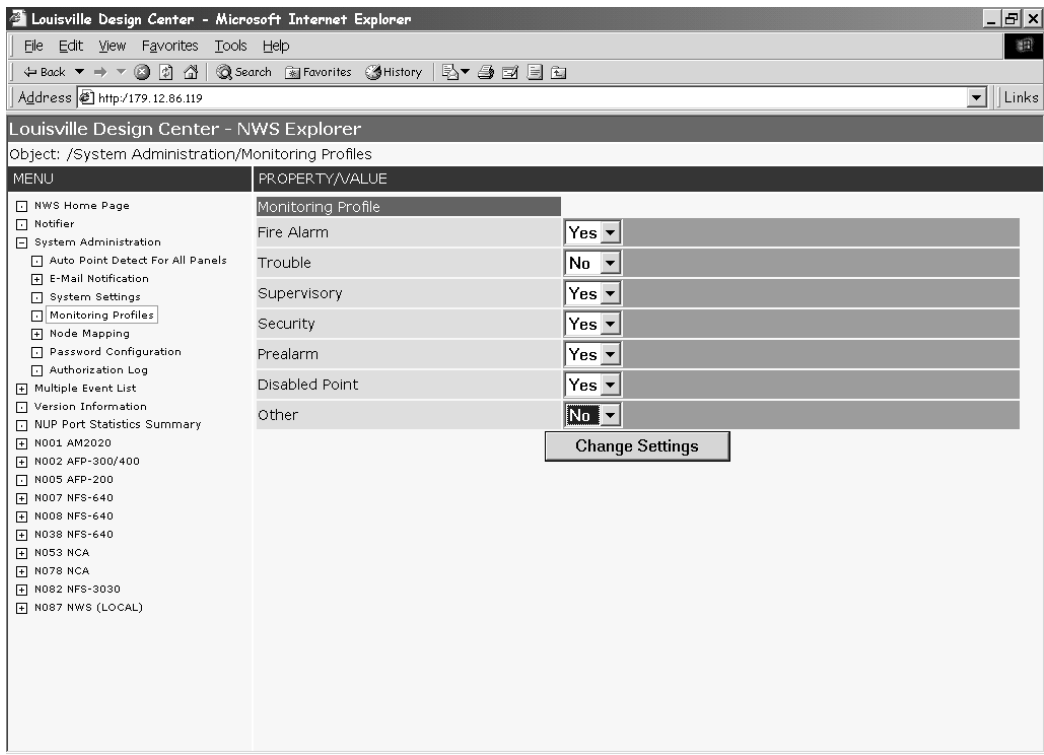 Louisville Design Center - Microsoft Internet Explorer
File Edit View Favorites Tools Help
Back Search Favorites History
Address http:/179.12.86.119 Links
Louisville Design Center - NWS Explorer
Object: /System Administration/Monitoring Profiles
MENU PROPERTY/VALUE
NWS Home Page
Notifier
System Administration
Auto Point Detect For All Panels
E-Mail Notification
System Settings
Monitoring Profiles
Node Mapping
Password Configuration
Authorization Log
Multiple Event List
Version Information
NUP Port Statistics Summary
N001 AM2020
N002 AFP-300/400
N005 AFP-200
N007 NFS-640
N008 NFS-640
N038 NFS-640
N053 NCA
N078 NCA
N082 NFS-3030
N087 NWS (LOCAL)
Monitoring Profile
Fire Alarm Yes
Trouble No
Supervisory Yes
Security Yes
Prealarm Yes
Disabled Point Yes
Other No
Change Settings